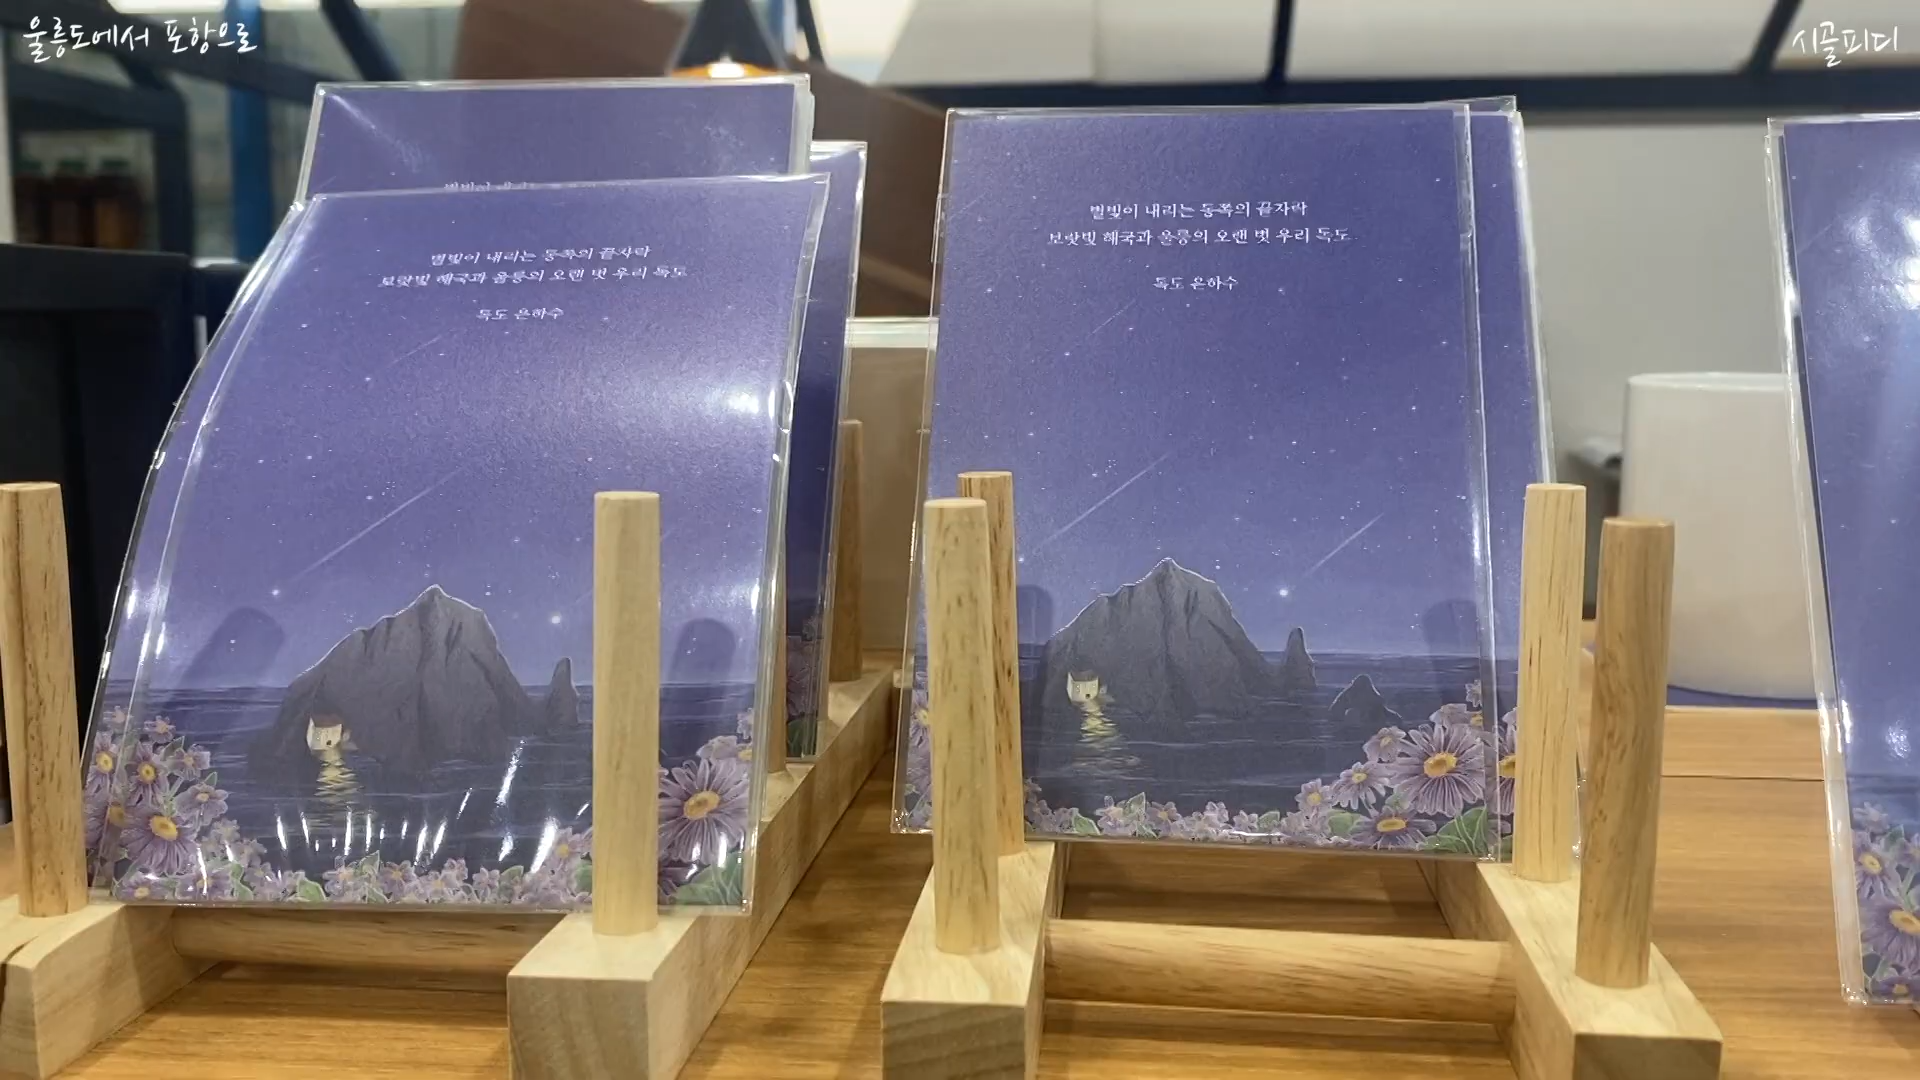 울릉도에서 포항으로
시골피디
별빛이 내리는 동쪽의 끝자락
보랏빛 해국과 울릉의 오랜 벗 우리 독도
독도 은하수
별빛이 내리는 동쪽의 끝자락
보랏빛 해국과 울릉의 오랜 벗 우리 독도
독도 은하수